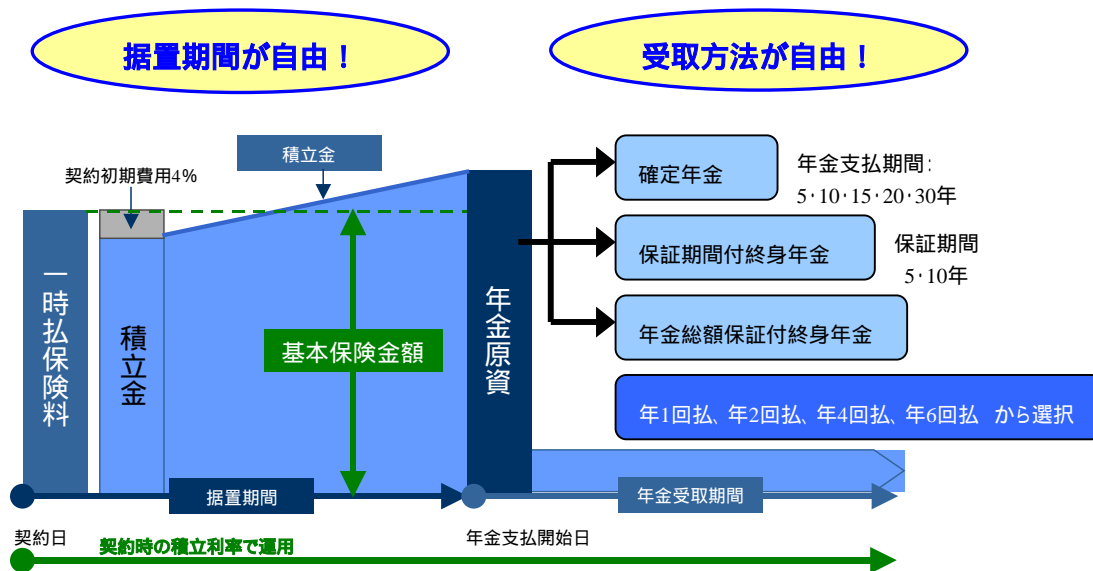 据置期間が自由！
受取方法が自由！
契約初期費用4%
積立金
一時払保険料
積立金
基本保険金額
年金原資
確定年金
年金支払期間：
5･10･15･20･30年
保証期間付終身年金
保証期間
5･10年
年金総額保証付終身年金
年1回払、年2回払、年4回払、年6回払　から選択
据置期間
年金受取期間
契約日
年金支払開始日
契約時の積立利率で運用